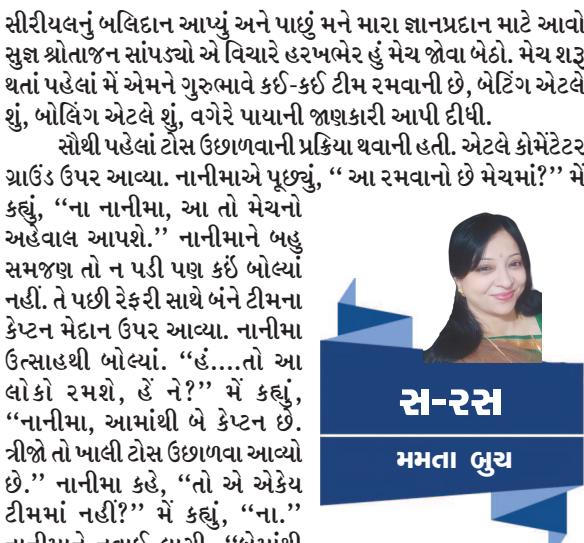 સીરીયલનું બલિદાન આપ્યું અને પાછું મને મારા જ્ઞાનપ્રદાન માટે આવો
સુજ્ઞ શ્રોતાજન સાંપડ્યો એ વિચારે હરખભેર હું મેચ જોવા બેઠો. મેચ શરૂ
થતાં પહેલાં મેં એમને ગુરુભાવે કઈ-કઈ ટીમ રમવાની છે, બેટિંગ એટલે
શું, બોલિંગ એટલે શું, વગેરે પાયાની જાણકારી આપી દીધી.
સૌથી પહેલાં ટોસ ઉછાળવાની પ્રક્રિયા થવાની હતી. એટલે કોમેંટેટર
ગ્રાઉંડ ઉપર આવ્યા. નાનીમાએ પૂછ્યું, ‘‘ આ રમવાનો છે મેચમાં?’’ મેં
કહ્યું, ‘‘ના નાનીમા, આ તો મેચનો
અહેવાલ આપશે.’’ નાનીમાને બહુ
સમજણ તો ન પડી પણ કઇં બોલ્યાં
નહીં. તે પછી રેફરી સાથે બંને ટીમના
કેપ્ટન મેદાન ઉપર આવ્યા. નાનીમા
ઉત્સાહથી બોલ્યાં. ‘‘હં....તો આ
લોકો રમશે, હેં ને?’’ મેં કહ્યું,
‘‘નાનીમા, આમાંથી બે કેપ્ટન છે.
ત્રીજો તો ખાલી ટોસ ઉછાળવા આવ્યો
છે.’’ નાનીમા કહે, ‘‘તો એ એકેય
ટીમમાં નહીં?’’ મેં કહ્યું, ‘‘ના.’’
સ-રસ
મમતા બુચ